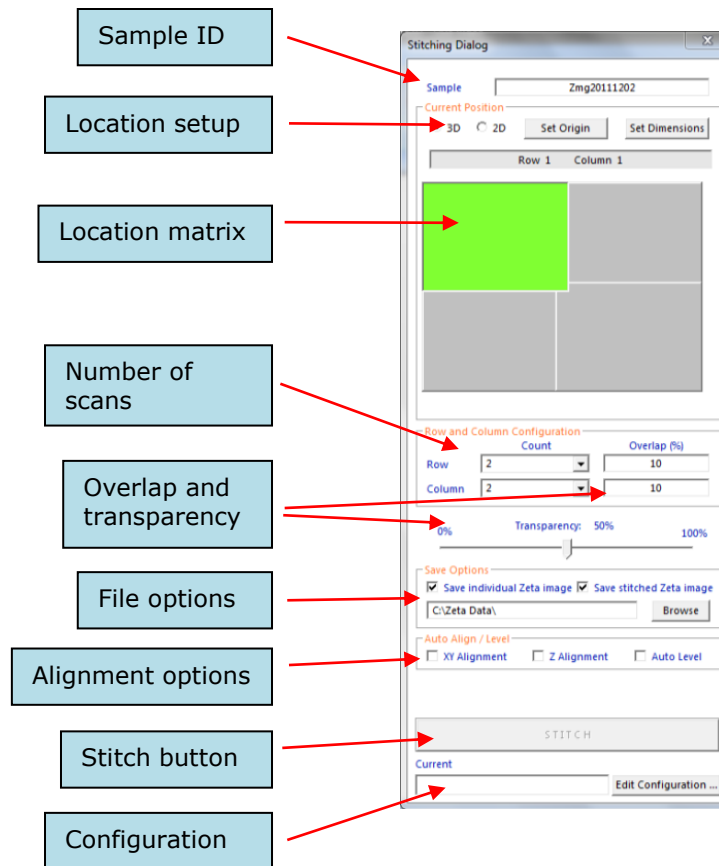 Sample ID
Stitching Dialog
x
Sample Zmg20111202
Location setup
Current Position
3D 2D Set Origin Set Dimensions
Row 1 Column 1
Location matrix
Number of
scans
Row and Column Configuration
Count Overlap (%)
Row 2 10
Column 2 10
Overlap and
transparency
0% Transparency: 50% 100%
File options
Save Options
Save individual Zeta image Save stitched Zeta image
C:\Zeta Data\ Browse
Alignment options
Auto Align / Level
XY Alignment Z Alignment Auto Level
Stitch button
STITCH
Current
Edit Configuration ...
Configuration